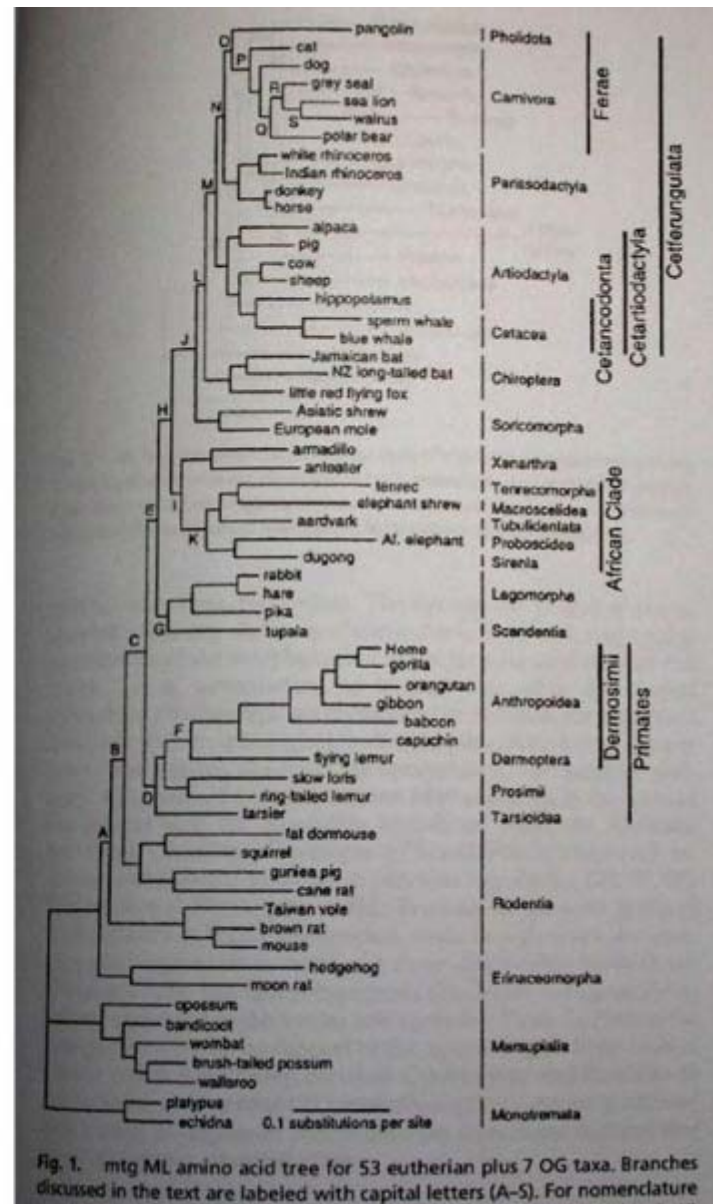 O
pangolin
Pholidota
P
cat
dog
R
grey seal
sea lion
Carnivora
S
walrus
Q
polar bear
Ferae
N
white rhinoceros
Indian rhinoceros
Parissodactyla
donkey
horse
M
alpaca
pig
Artiodactyla
cow
sheep
hippopotamus
L
sperm whale
Cetacea
blue whale
Cetancodonta
Cetartiodactyla
Cetferungulata
J
Jamaican bat
NZ long-tailed bat
Chiroptera
little red flying fox
H
Asiatic shrew
Soricomorpha
European mole
armadillo
Xenarthra
anteater
I
tenrec
Tenrecomorpha
elephant shrew
Macroscelidea
aardvark
Tubulidentata
K
Af. elephant
Proboscidea
dugong
Sirenia
African Clade
E
rabbit
hare
Lagomorpha
pika
G
tupaia
Scandentia
C
Homo
gorilla
orangutan
Anthropoidea
gibbon
baboon
capuchin
Dermosimii
F
flying lemur
Dermoptera
slow loris
Prosimii
ring-tailed lemur
D
tarsier
Tarsioidea
Primates
B
fat dormouse
squirrel
guniea pig
cane rat
Rodentia
Taiwan vole
brown rat
mouse
A
hedgehog
Erinaceomorpha
moon rat
opossum
bandicoot
wombat
Marsupialia
brush-tailed possum
wallaroo
platypus
Monotremata
echidna
0.1 substitutions per site
Fig. 1. mtg ML amino acid tree for 53 eutherian plus 7 OG taxa. Branches
discussed in the text are labeled with capital letters (A–S). For nomenclature